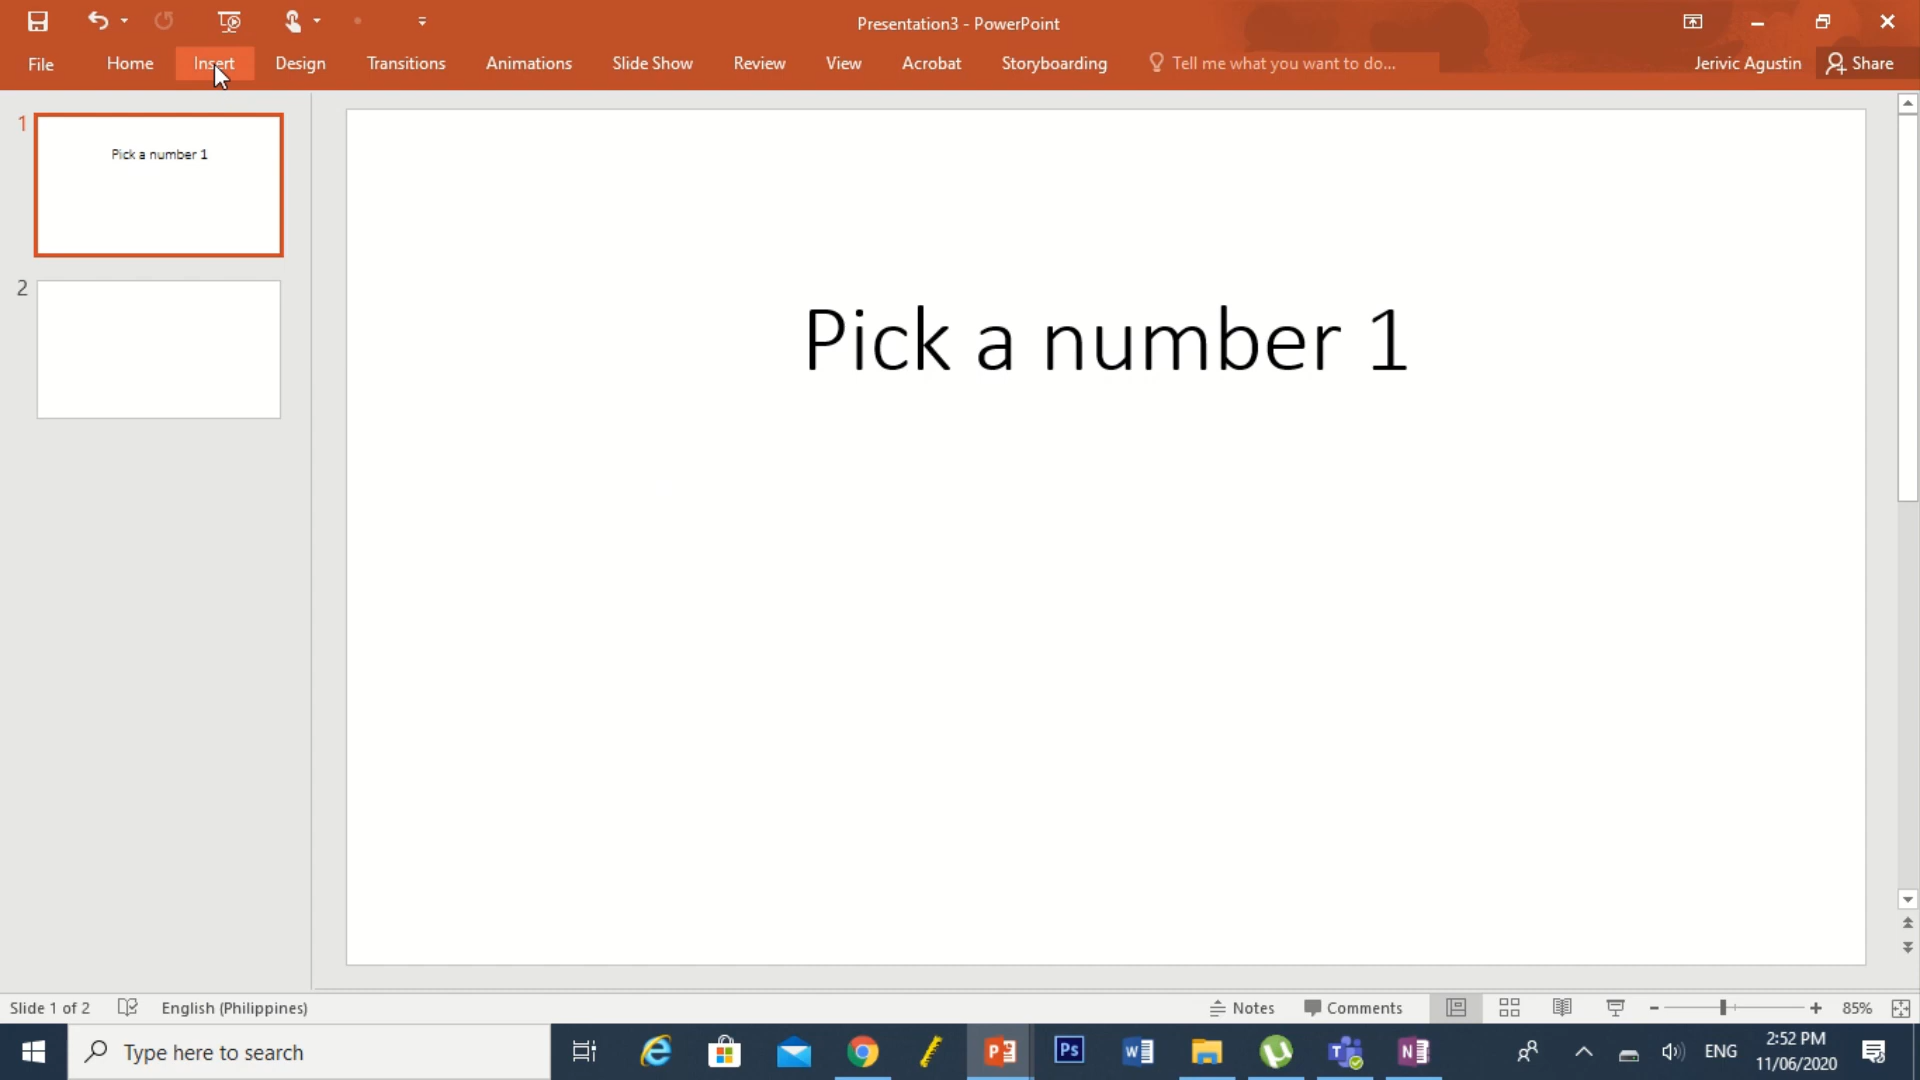 Presentation3 - PowerPoint
File Home Insert Design Transitions Animations Slide Show Review View Acrobat Storyboarding Tell me what you want to do... Jerivic Agustin Share
1
Pick a number 1
2
Pick a number 1
Slide 1 of 2 English (Philippines) Notes Comments 85%
Type here to search
Ps
ENG
2:52 PM
11/06/2020